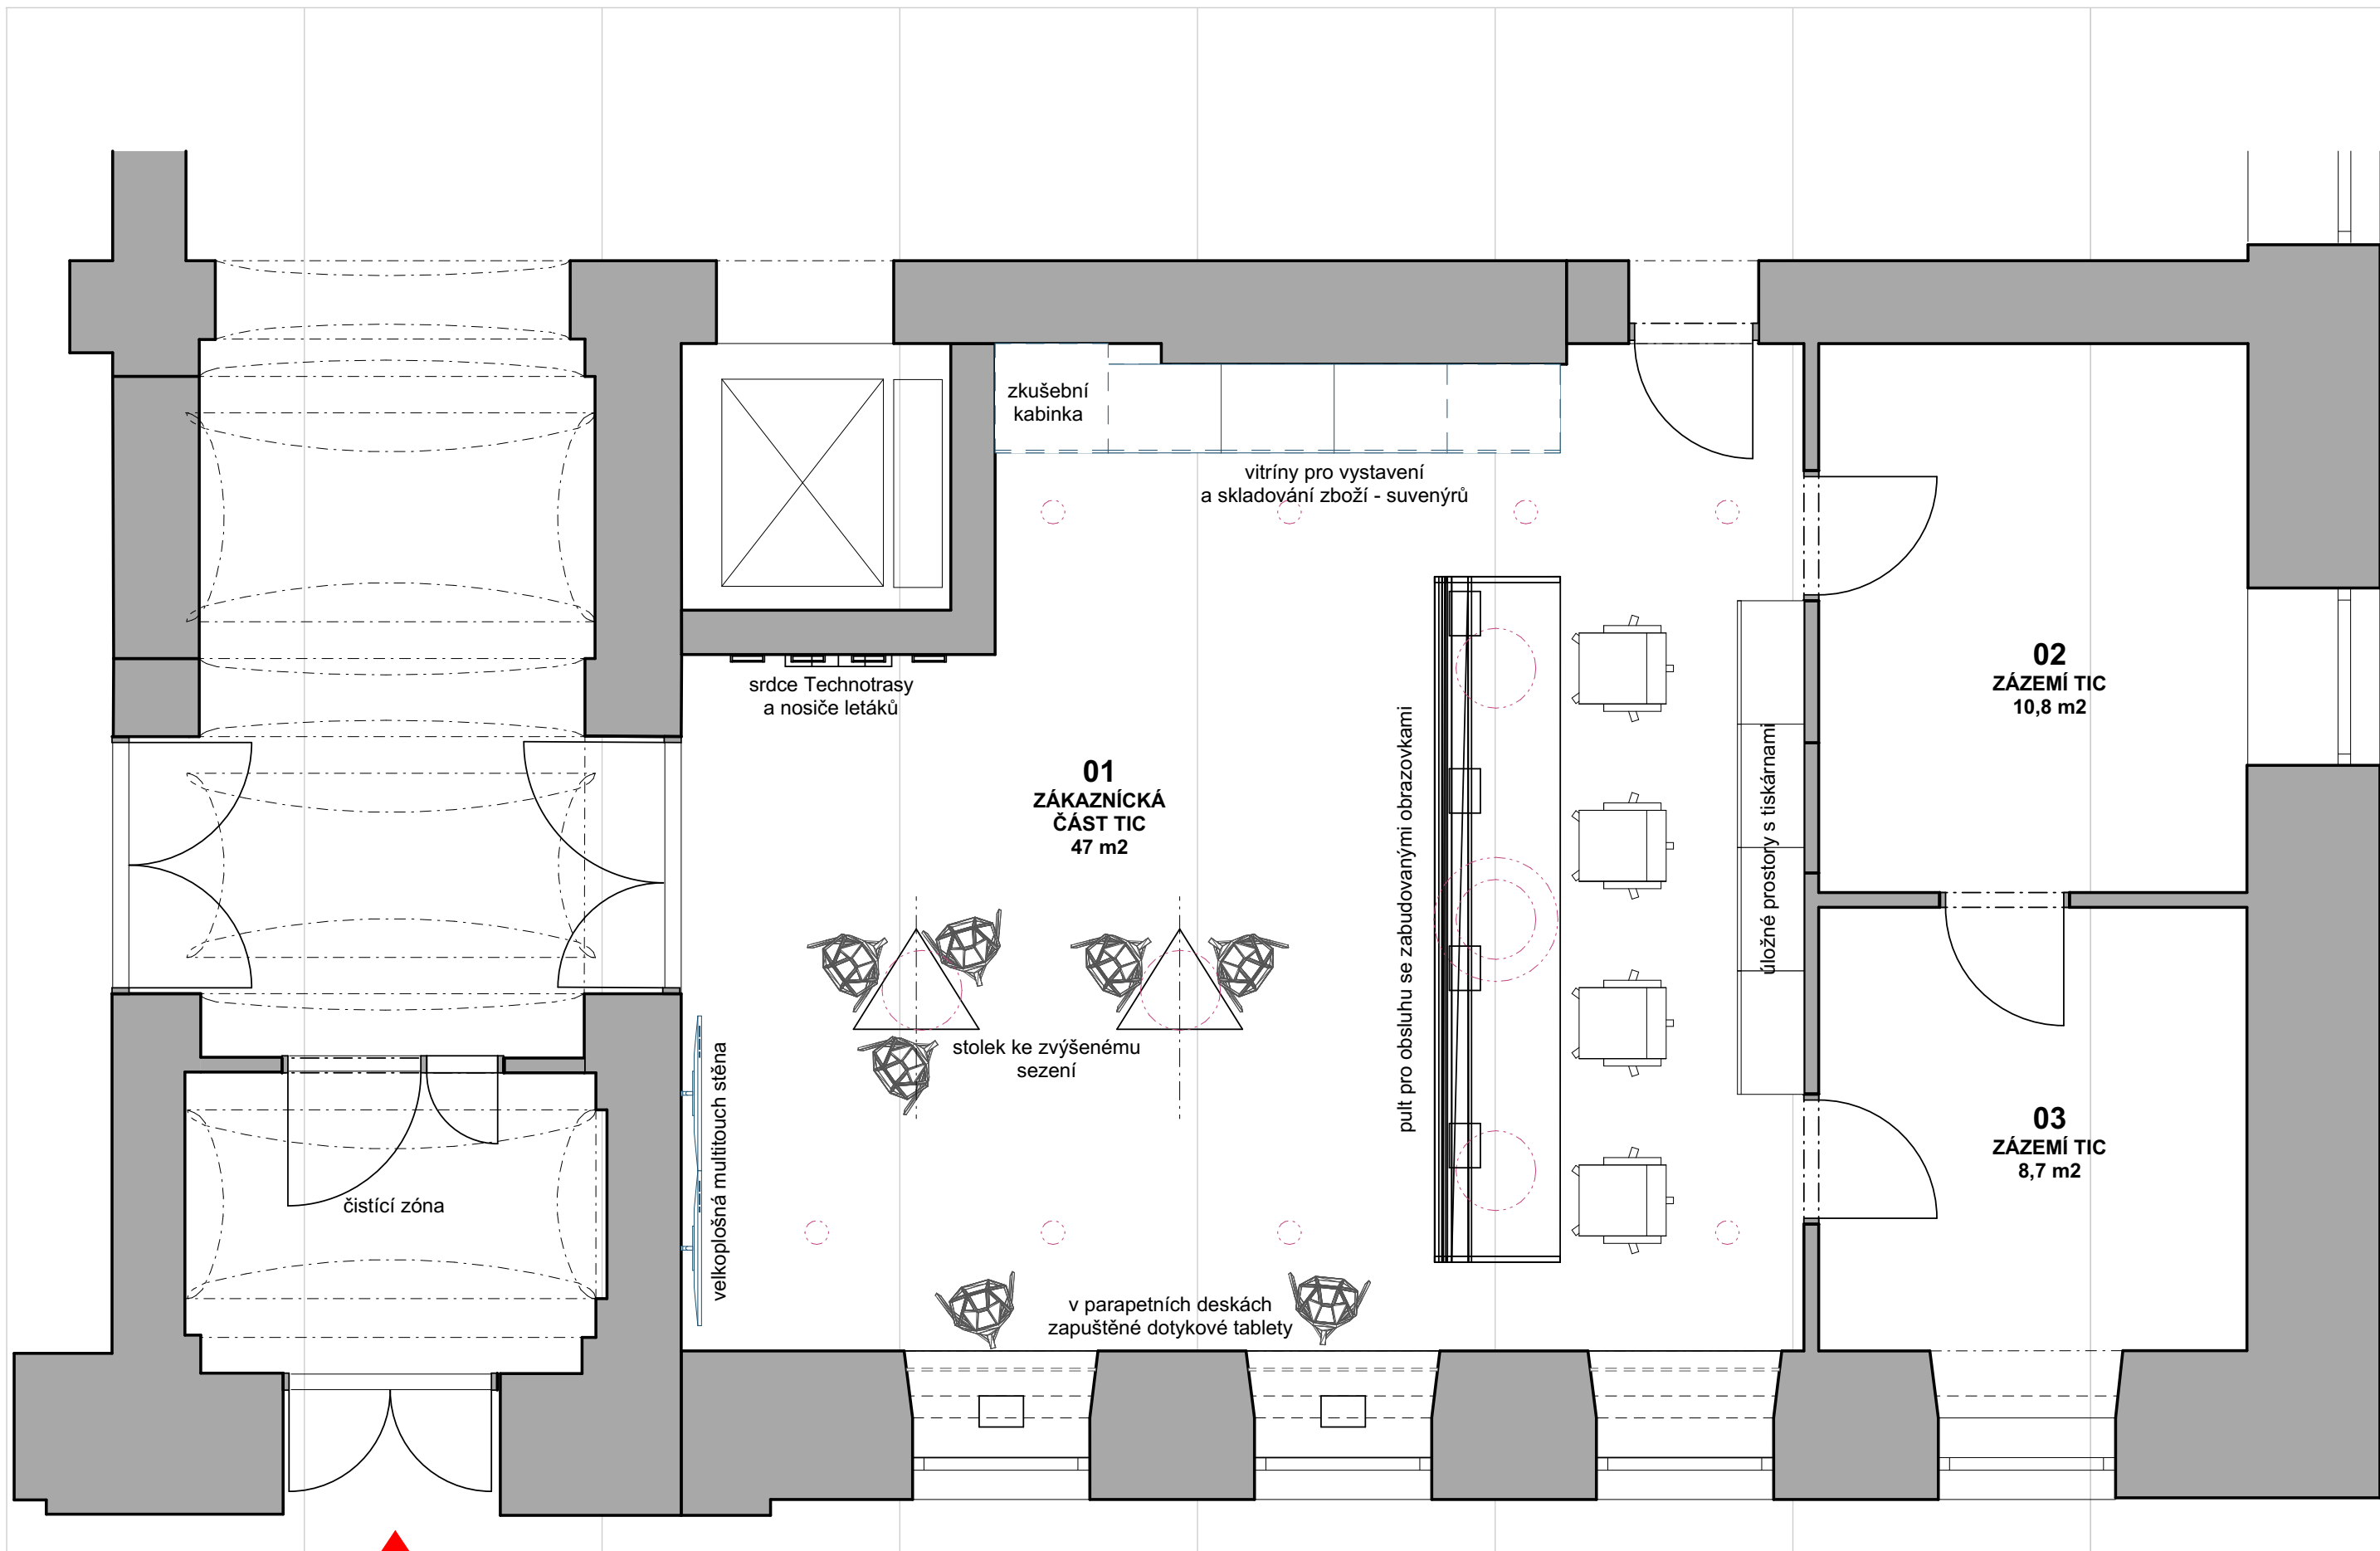 zkušební
kabinka
vitríny pro vystavení
a skladování zboží - suvenýrů
srdce Technotrasy
a nosiče letáků
01
ZÁKAZNÍCKÁ
ČÁST TIC
47 m2
pult pro obsluhu se zabudovanými obrazovkami
úložné prostory s tiskárnami
02
ZÁZEMÍ TIC
10,8 m2
stolek ke zvýšenému
sezení
velkoplošná multitouch stěna
čistící zóna
03
ZÁZEMÍ TIC
8,7 m2
v parapetních deskách
zapuštěné dotykové tablety